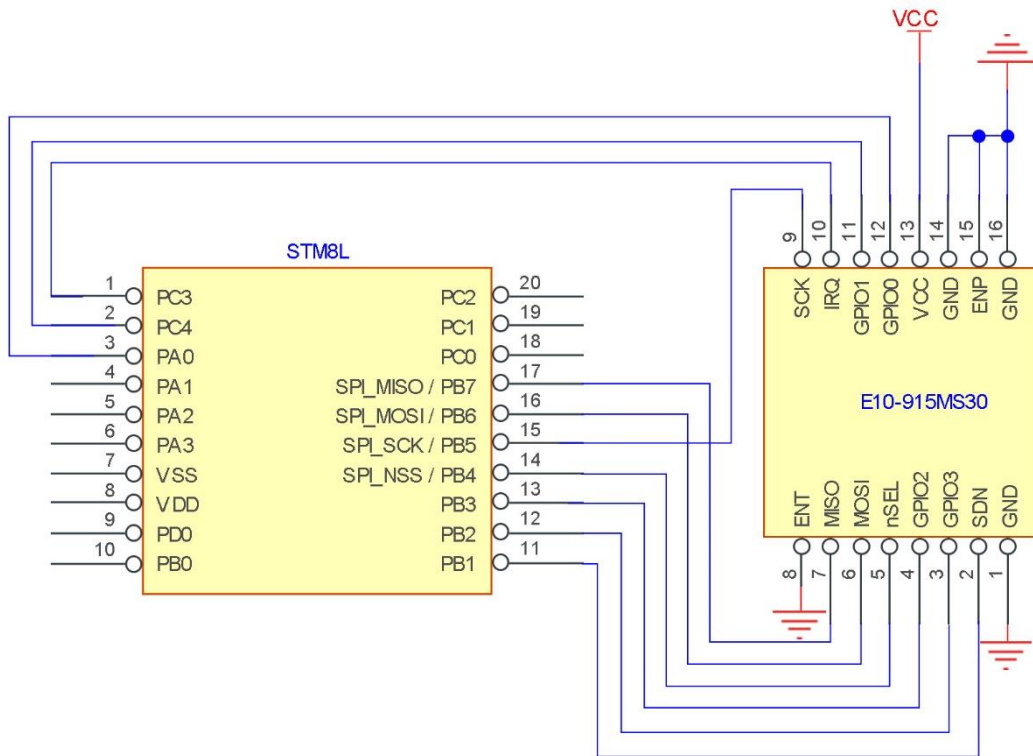 VCC
STM8L
1 PC3 PC2 20
2 PC4 PC1 19
3 PA0 PC0 18
4 PA1 SPI_MISO / PB7 17
5 PA2 SPI_MOSI / PB6 16
6 PA3 SPI_SCK / PB5 15
7 VSS SPI_NSS / PB4 14
8 VDD PB3 13
9 PD0 PB2 12
10 PB0 PB1 11
9 10 11 12 13 14 15 16
SCK IRQ GPIO1 GPIO0 VCC GND ENP GND
E10-915MS30
ENT MISO MOSI nSEL GPIO2 GPIO3 SDN GND
8 7 6 5 4 3 2 1